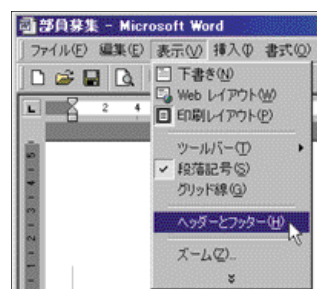 部員募集 - Microsoft Word
ファイル(F) 編集(E) 表示(V) 挿入(I) 書式(O)
下書き(N)
Web レイアウト(W)
印刷レイアウト(P)
L 2 4
ツールバー(T)
段落記号(S)
グリッド線(G)
ヘッダーとフッター(H)
ズーム(Z)...